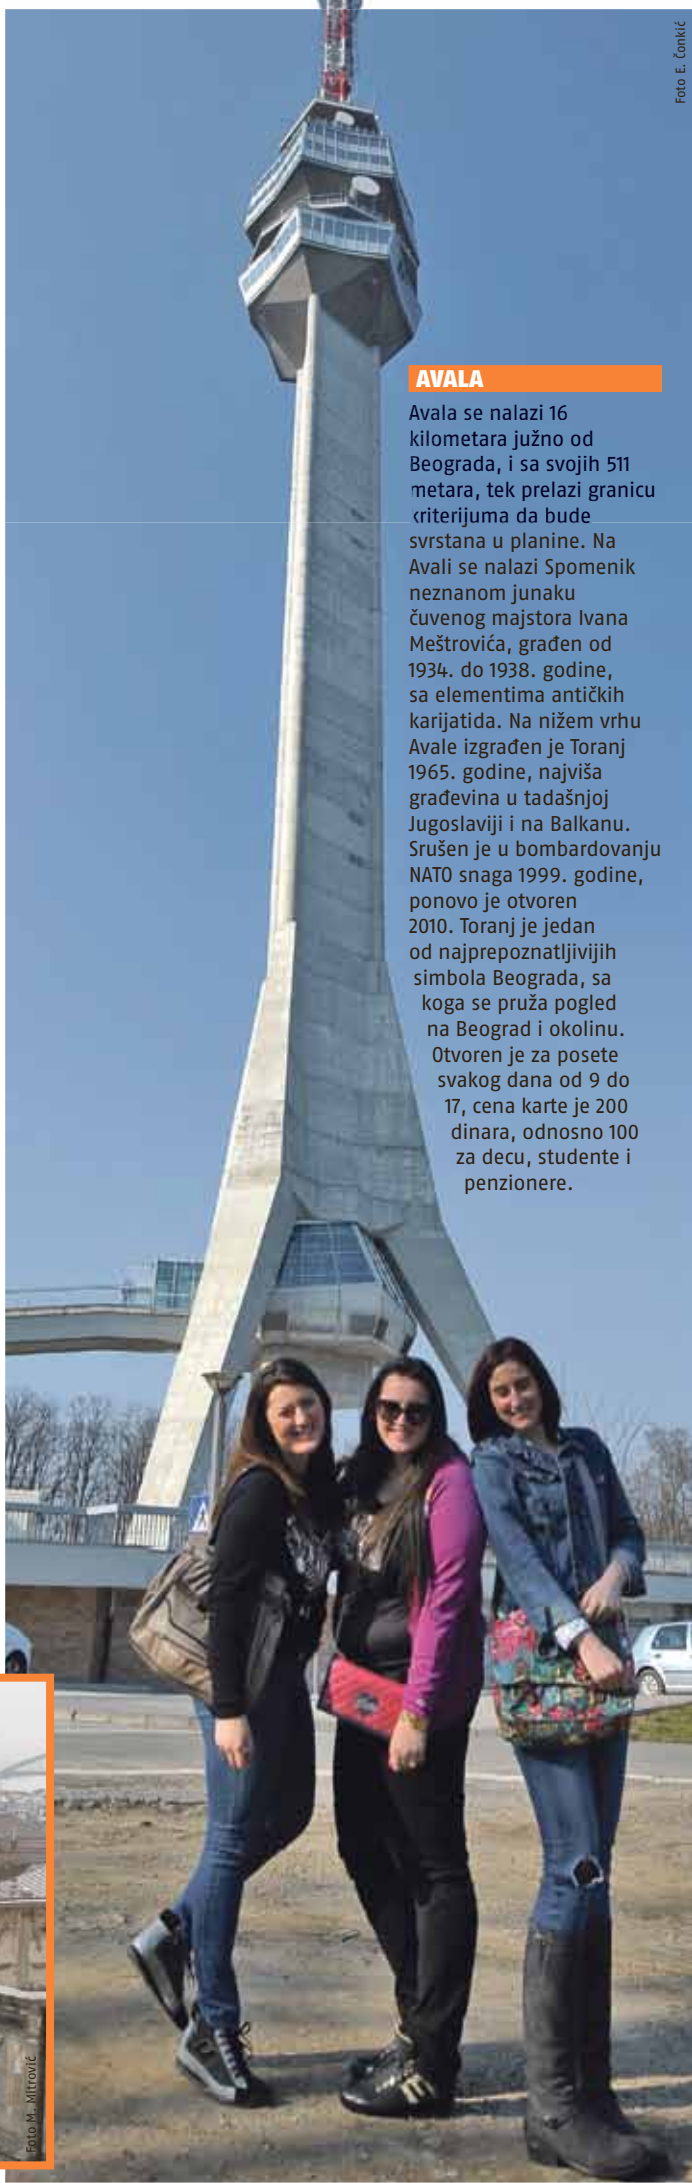 Foto E. Čonkić
AVALA
Avala se nalazi 16
kilometara južno od
Beograda, i sa svojih 511
metara, tek prelazi granicu
kriterijuma da bude
svrstana u planine. Na
Avali se nalazi Spomenik
neznanom junaku
čuvenog majstora Ivana
Meštrovića, građen od
1934. do 1938. godine,
sa elementima antičkih
karijatida. Na nižem vrhu
Avale izgrađen je Toranj
1965. godine, najviša
građevina u tadašnjoj
Jugoslaviji i na Balkanu.
Srušen je u bombardovanju
NATO snaga 1999. godine,
ponovo je otvoren
2010. Toranj je jedan
od najprepoznatljivijih
simbola Beograda, sa
koga se pruža pogled
na Beograd i okolinu.
Otvoren je za posete
svakog dana od 9 do
17, cena karte je 200
dinara, odnosno 100
za decu, studente i
penzionere.
Foto M. Mitrović